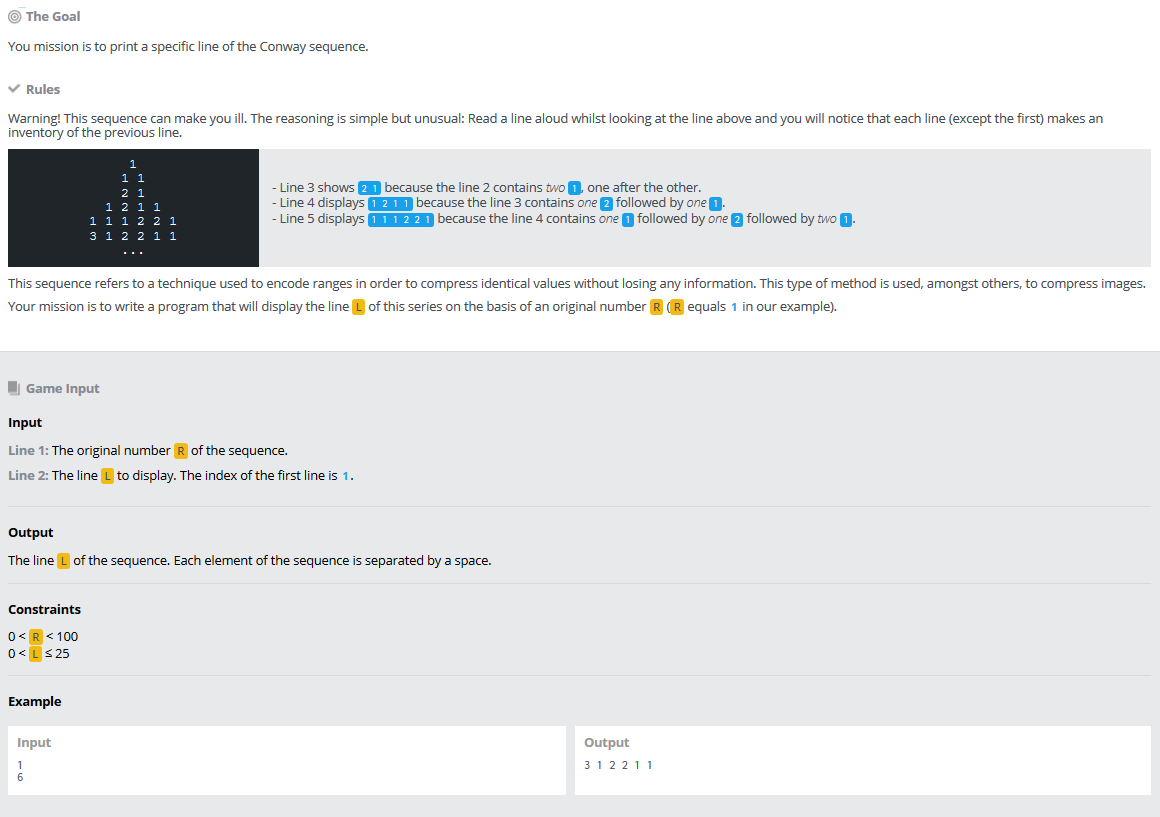 The Goal
You mission is to print a specific line of the Conway sequence.
Rules
Warning! This sequence can make you ill. The reasoning is simple but unusual: Read a line aloud whilst looking at the line above and you will notice that each line (except the first) makes an
inventory of the previous line.
1
1 1
2 1
1 2 1 1
1 1 1 2 2 1
3 1 2 2 1 1
...
- Line 3 shows 2 1 because the line 2 contains two 1, one after the other.
- Line 4 displays 1 2 1 1 because the line 3 contains one 2 followed by one 1.
- Line 5 displays 1 1 1 2 2 1 because the line 4 contains one 1 followed by one 2 followed by two 1.
This sequence refers to a technique used to encode ranges in order to compress identical values without losing any information. This type of method is used, amongst others, to compress images.
Your mission is to write a program that will display the line L of this series on the basis of an original number R (R equals 1 in our example).
Game Input
Input
Line 1: The original number R of the sequence.
Line 2: The line L to display. The index of the first line is 1.
Output
The line L of the sequence. Each element of the sequence is separated by a space.
Constraints
0 < R < 100
0 < L ≤ 25
Example
Input
1
6
Output
3 1 2 2 1 1